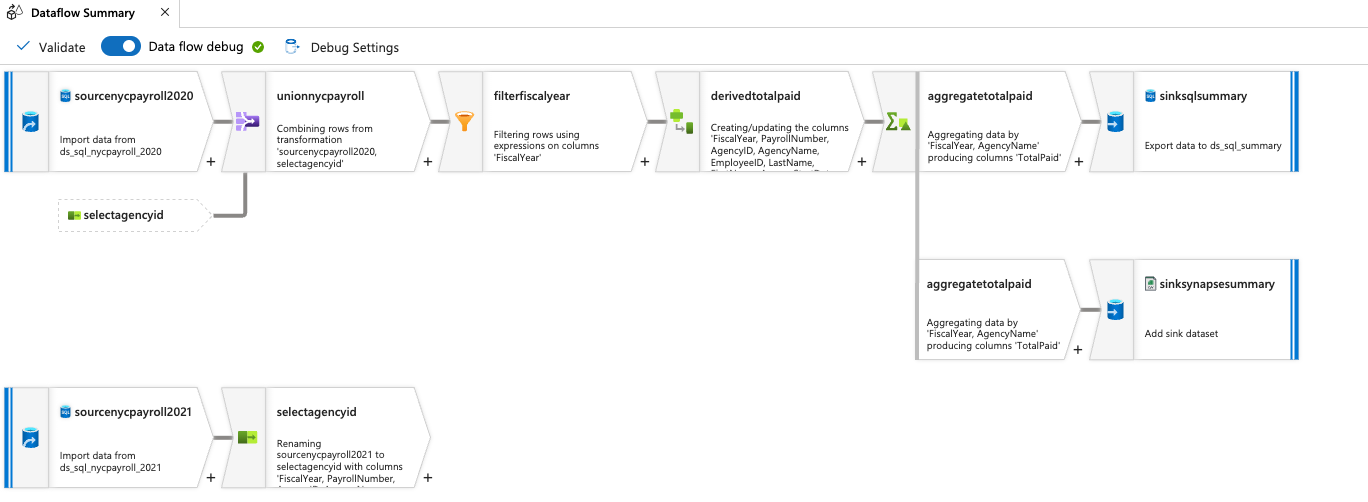 Dataflow Summary
Validate
Data flow debug
Debug Settings
sourcenycpayroll2020
Import data from
ds_sql_nycpayroll_2020
+
unionnycpayroll
Combining rows from
transformation
'sourcenycpayroll2020,
selectagencyid'
+
filterfiscalyear
Filtering rows using
expressions on columns
'FiscalYear'
+
derivedtotalpaid
Creating/updating the columns
'FiscalYear, PayrollNumber,
AgencyID, AgencyName,
EmployeeID, LastName,
+
aggregatetotalpaid
Aggregating data by
'FiscalYear, AgencyName'
producing columns 'TotalPaid'
+
sinksqlsummary
Export data to ds_sql_summary
selectagencyid
aggregatetotalpaid
Aggregating data by
'FiscalYear, AgencyName'
producing columns 'TotalPaid'
+
sinksynapsesummary
Add sink dataset
sourcenycpayroll2021
Import data from
ds_sql_nycpayroll_2021
+
selectagencyid
Renaming
sourcenycpayroll2021 to
selectagencyid with columns
'FiscalYear, PayrollNumber,
+